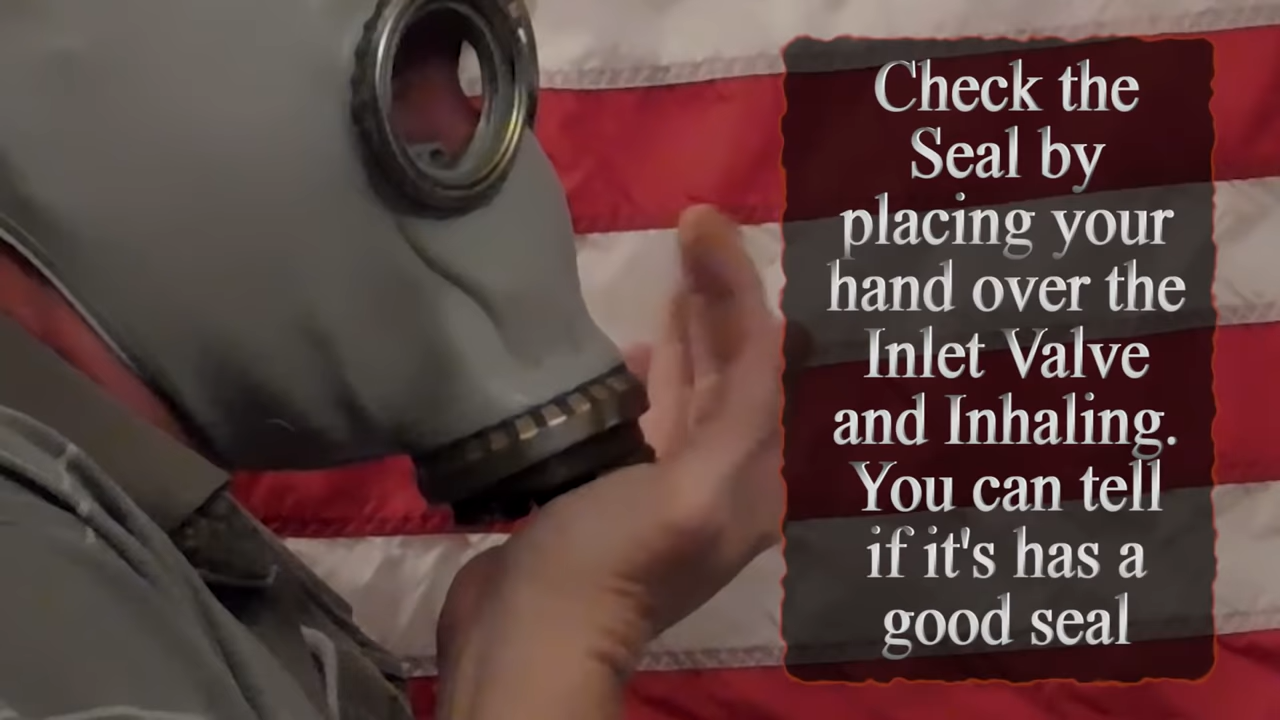 Check the
Seal by
placing your
hand over the
Inlet Valve
and Inhaling.
You can tell
if it's has a
good seal